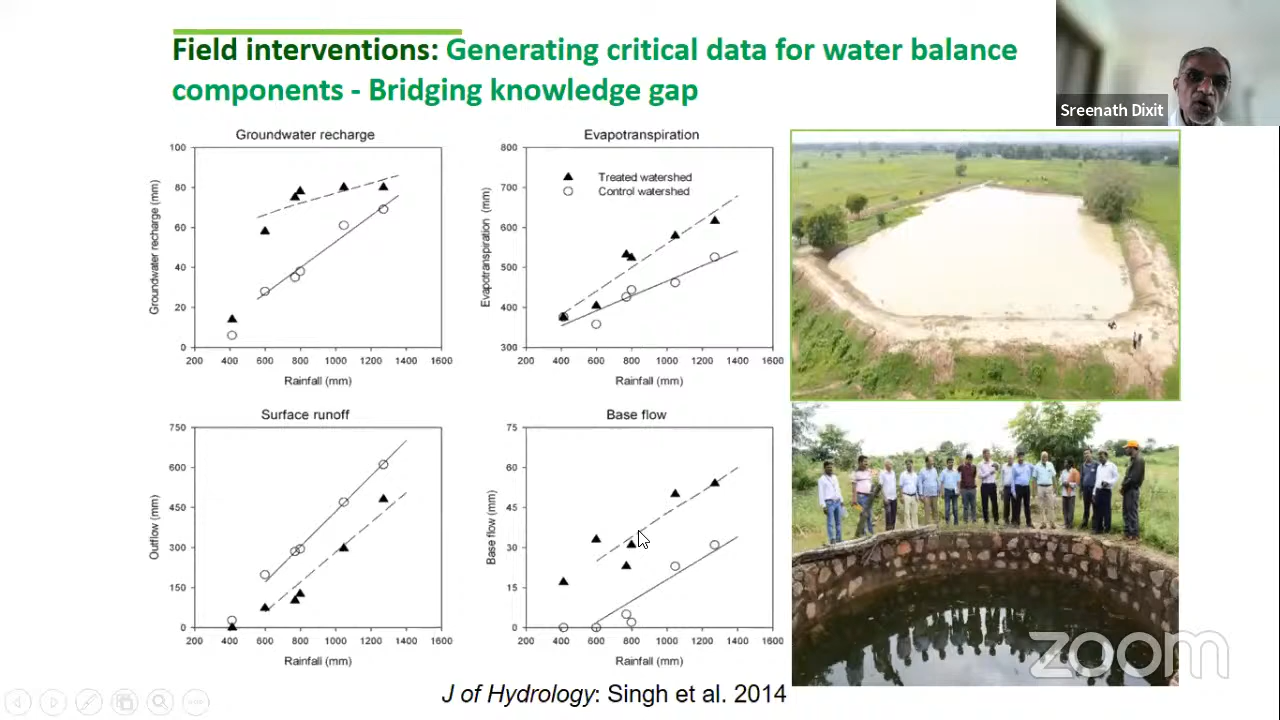 Field interventions: Generating critical data for water balance
components - Bridging knowledge gap
Sreenath Dixit
Groundwater recharge
100
80
60
40
20
0
Groundwater recharge (mm)
200 400 600 800 1000 1200 1400 1600
Rainfall (mm)
Evapotranspiration
800
700
600
500
400
300
Evapotranspiration (mm)
Treated watershed
Control watershed
200 400 600 800 1000 1200 1400 1600
Rainfall (mm)
Surface runoff
750
600
450
300
150
0
Outflow (mm)
200 400 600 800 1000 1200 1400 1600
Rainfall (mm)
Base flow
75
60
45
30
15
0
Base flow (mm)
200 400 600 800 1000 1200 1400 1600
Rainfall (mm)
zoom
J of Hydrology: Singh et al. 2014